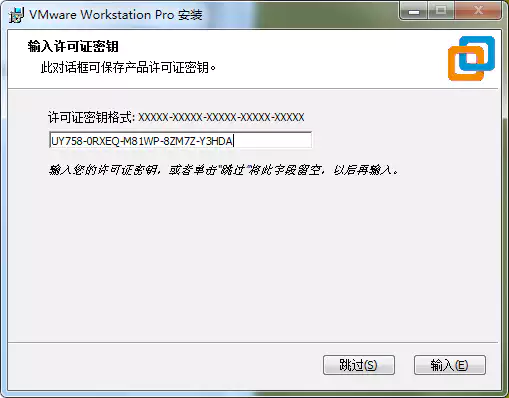 VMware Workstation Pro 安装
输入许可证密钥
此对话框可保存产品许可证密钥。
许可证密钥格式: XXXXX-XXXXX-XXXXX-XXXXX-XXXXX
UY758-0RXEQ-M81WP-8ZM7Z-Y3HDA
输入您的许可证密钥，或者单击“跳过”将此字段留空，以后再输入。
跳过(S) 输入(E)